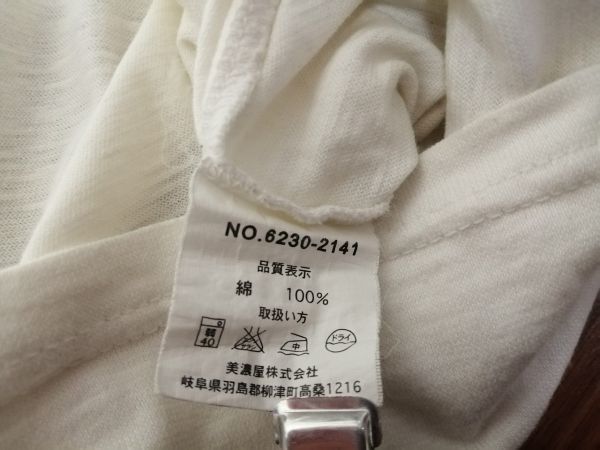 NO.6230-2141
品質表示
綿 100%
取扱い方
弱 40 中 ドライ
美濃屋株式会社
岐阜県羽島郡柳津町高桑1216